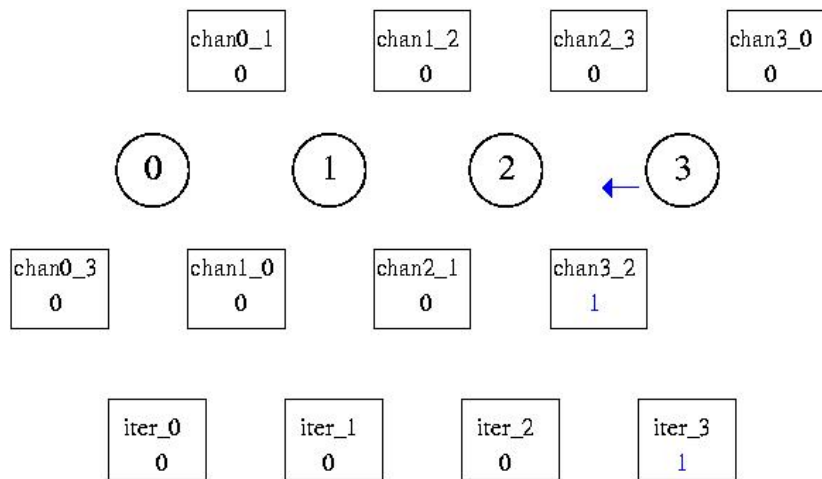 chan0_1 chan1_2 chan2_3 chan3_0
0 0 0 0
0 1 2 3
chan0_3 chan1_0 chan2_1 chan3_2
0 0 0 1
iter_0 iter_1 iter_2 iter_3
0 0 0 1